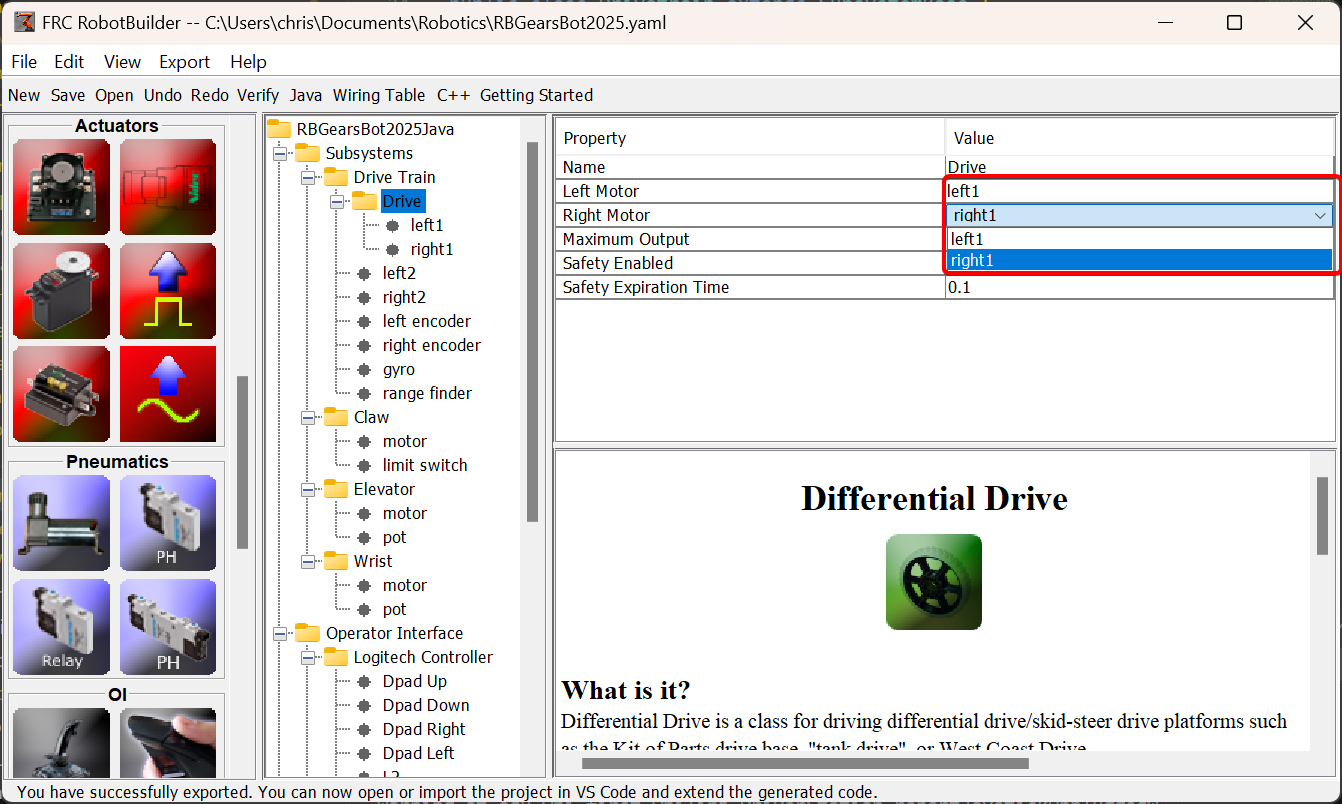 FRC RobotBuilder -- C:\Users\chris\Documents\Robotics\RBGearsBot2025.yaml
File Edit View Export Help
New Save Open Undo Redo Verify Java Wiring Table C++ Getting Started
Actuators
Pneumatics
PH
Relay
PH
OI
RBGearsBot2025Java
Subsystems
Drive Train
Drive
left1
right1
left2
right2
left encoder
right encoder
gyro
range finder
Claw
motor
limit switch
Elevator
motor
pot
Wrist
motor
pot
Operator Interface
Logitech Controller
Dpad Up
Dpad Down
Dpad Right
Dpad Left
Property Value
Name Drive
Left Motor left1
Right Motor right1
Maximum Output left1
Safety Enabled right1
Safety Expiration Time 0.1
Differential Drive
What is it?
Differential Drive is a class for driving differential drive/skid-steer drive platforms such
as the Kit of Parts drive base, "tank drive", or West Coast Drive.
You have successfully exported. You can now open or import the project in VS Code and extend the generated code.